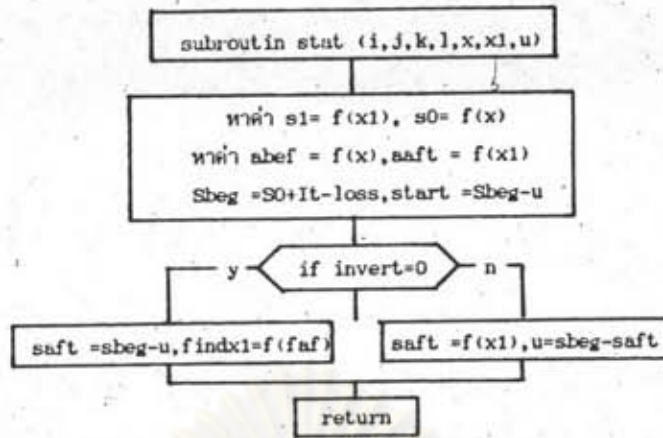 subroutin stat (i,j,k,l,x,x1,u)
หาค่า s1= f(x1), s0= f(x)
หาค่า abef = f(x),aaft = f(x1)
Sbeg =S0+It-loss,start =Sbeg-u
y if invert=0 n
saft =sbeg-u,findx1=f(faf) saft =f(x1),u=sbeg-saft
return